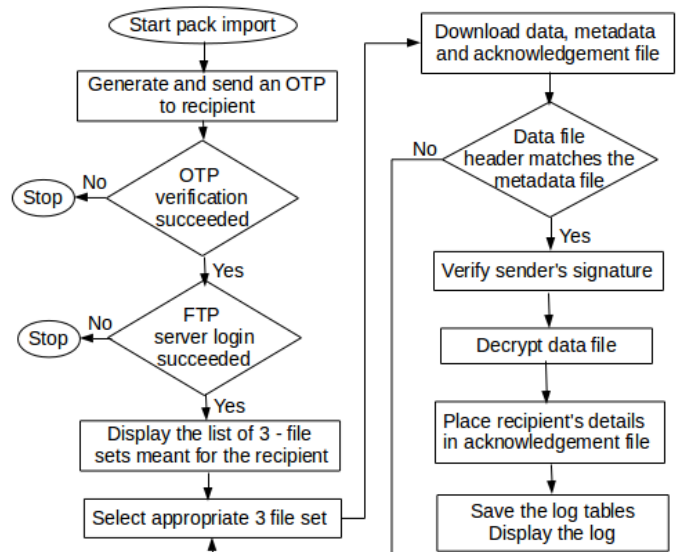 Start pack import
Generate and send an OTP
to recipient
OTP
verification
succeeded
No
Stop
Yes
FTP
server login
succeeded
No
Stop
Yes
Display the list of 3 - file
sets meant for the recipient
Select appropriate 3 file set
Download data, metadata
and acknowledgement file
Data file
header matches the
metadata file
No
Yes
Verify sender's signature
Decrypt data file
Place recipient's details
in acknowledgement file
Save the log tables
Display the log